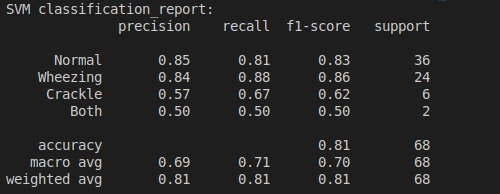 SVM classification_report:
precision recall f1-score support
Normal 0.85 0.81 0.83 36
Wheezing 0.84 0.88 0.86 24
Crackle 0.57 0.67 0.62 6
Both 0.50 0.50 0.50 2
accuracy 0.81 68
macro avg 0.69 0.71 0.70 68
weighted avg 0.81 0.81 0.81 68